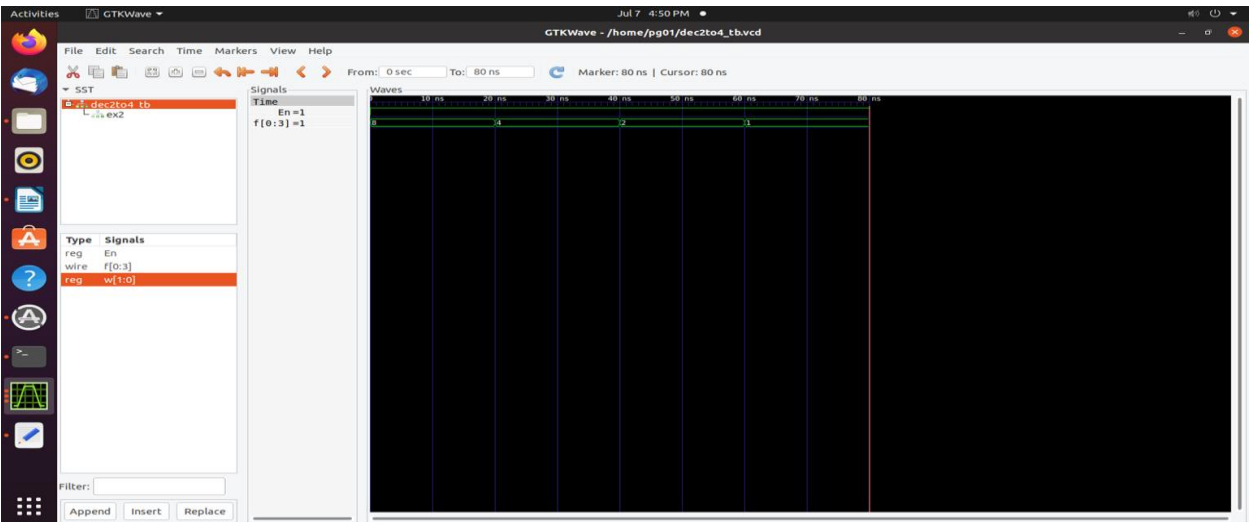 Activities GTKWave Jul 7 4:50 PM
GTKWave - /home/pg01/dec2to4_tb.vcd
File Edit Search Time Markers View Help
From: 0 sec To: 80 ns Marker: 80 ns | Cursor: 80 ns
SST
dec2to4_tb
ex2
Type Signals
reg En
wire f[0:3]
reg w[1:0]
Filter:
Append Insert Replace
Signals
Time
En=1
f[0:3]=1
Waves
10 ns 20 ns 30 ns 40 ns 50 ns 60 ns 70 ns 80 ns
8 4 2 1